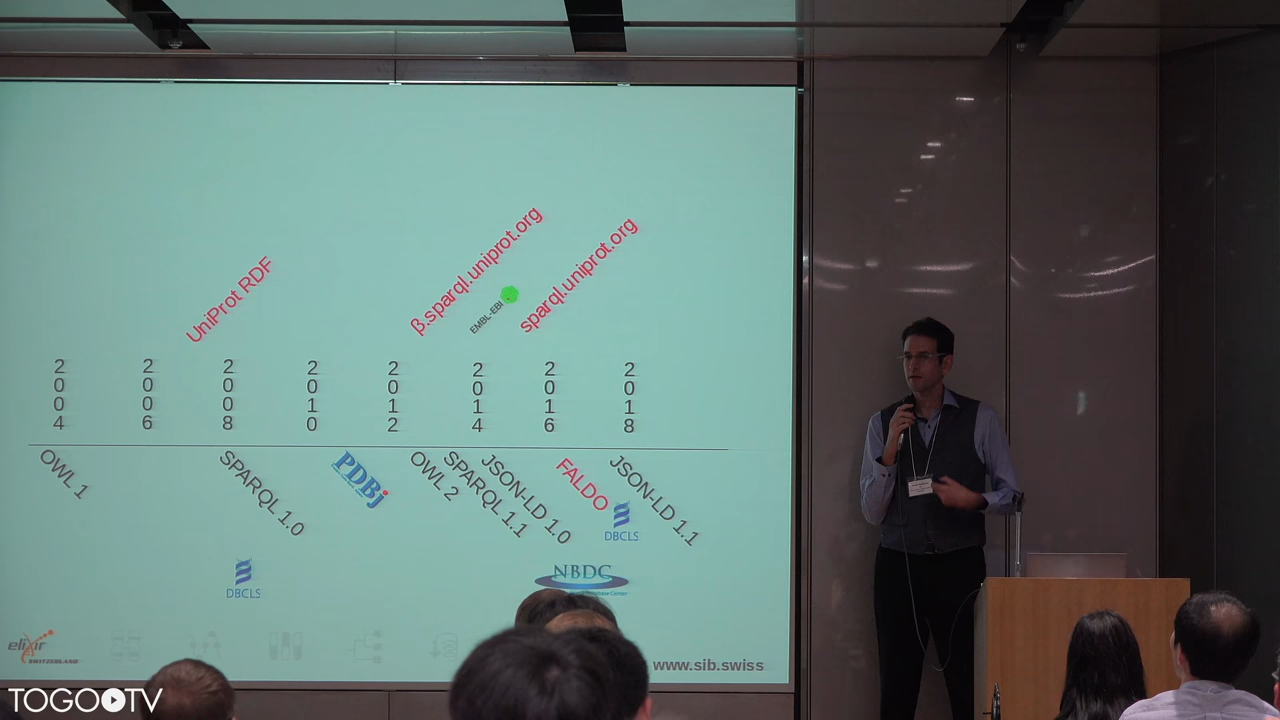 UniProt RDF
β.sparql.uniprot.org
EMBL-EBI
sparql.uniprot.org
2004
2006
2008
2010
2012
2014
2016
2018
OWL 1
SPARQL 1.0
PDBj
OWL 2
SPARQL 1.1
JSON-LD 1.0
FALDO
JSON-LD 1.1
DBCLS
DBCLS
NBDC
elixir
SWITZERLAND
www.sib.swiss
TOGOTV